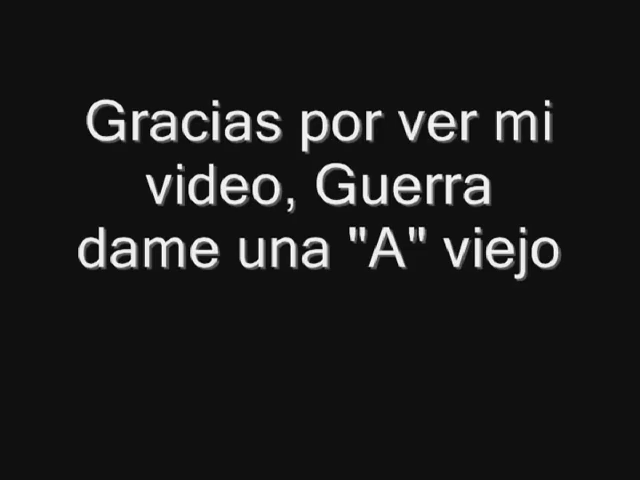 Gracias por ver mi
video, Guerra
dame una "A" viejo